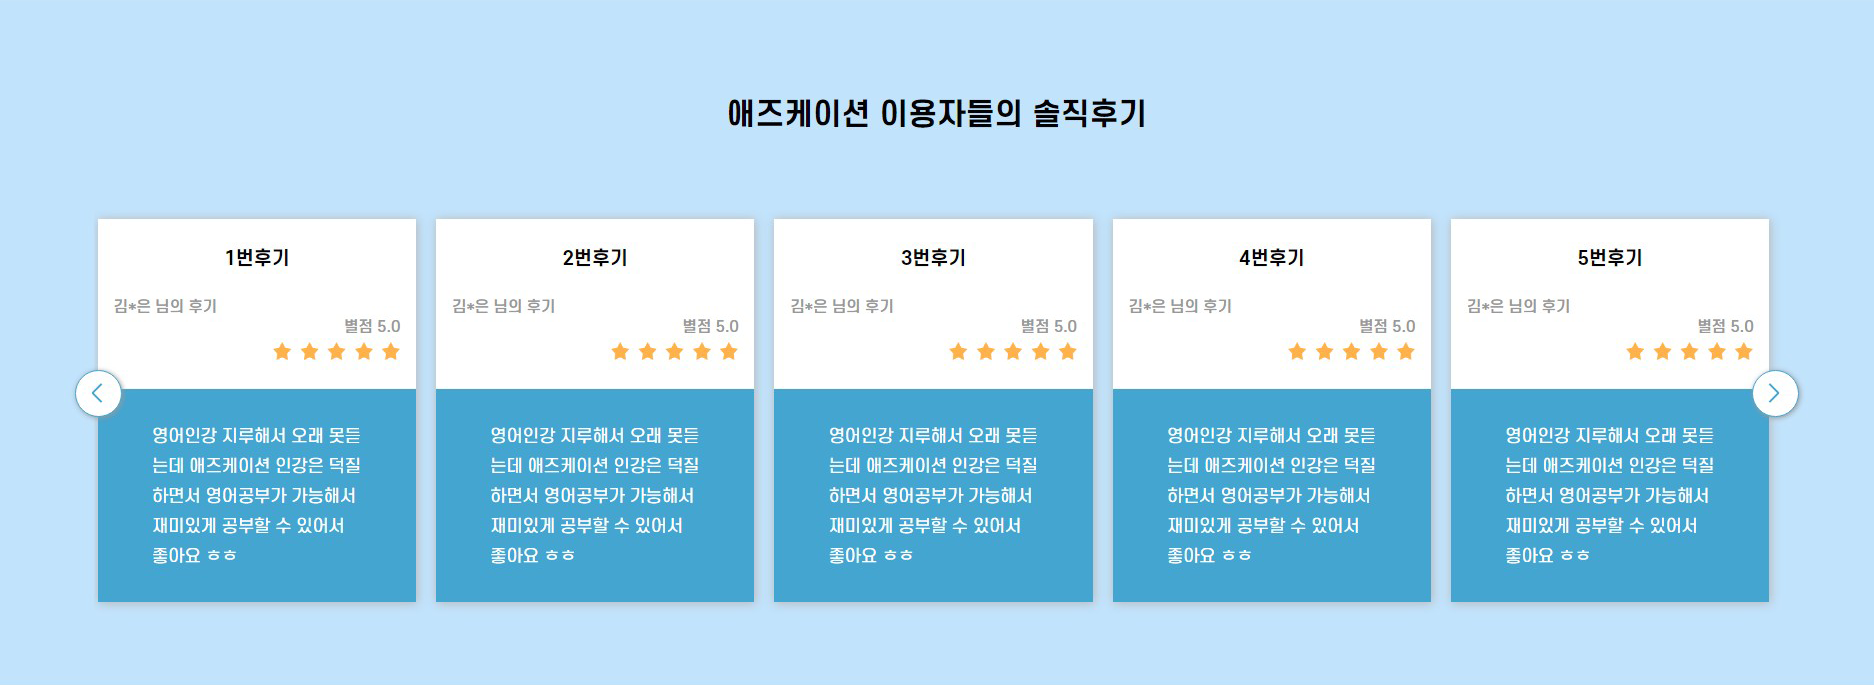 애즈케이션 이용자들의 솔직후기
1번후기
김*은 님의 후기
별점 5.0
영어인강 지루해서 오래 못듣
는데 애즈케이션 인강은 덕질
하면서 영어공부가 가능해서
재미있게 공부할 수 있어서
좋아요 ㅎㅎ
2번후기
김*은 님의 후기
별점 5.0
영어인강 지루해서 오래 못듣
는데 애즈케이션 인강은 덕질
하면서 영어공부가 가능해서
재미있게 공부할 수 있어서
좋아요 ㅎㅎ
3번후기
김*은 님의 후기
별점 5.0
영어인강 지루해서 오래 못듣
는데 애즈케이션 인강은 덕질
하면서 영어공부가 가능해서
재미있게 공부할 수 있어서
좋아요 ㅎㅎ
4번후기
김*은 님의 후기
별점 5.0
영어인강 지루해서 오래 못듣
는데 애즈케이션 인강은 덕질
하면서 영어공부가 가능해서
재미있게 공부할 수 있어서
좋아요 ㅎㅎ
5번후기
김*은 님의 후기
별점 5.0
영어인강 지루해서 오래 못듣
는데 애즈케이션 인강은 덕질
하면서 영어공부가 가능해서
재미있게 공부할 수 있어서
좋아요 ㅎㅎ